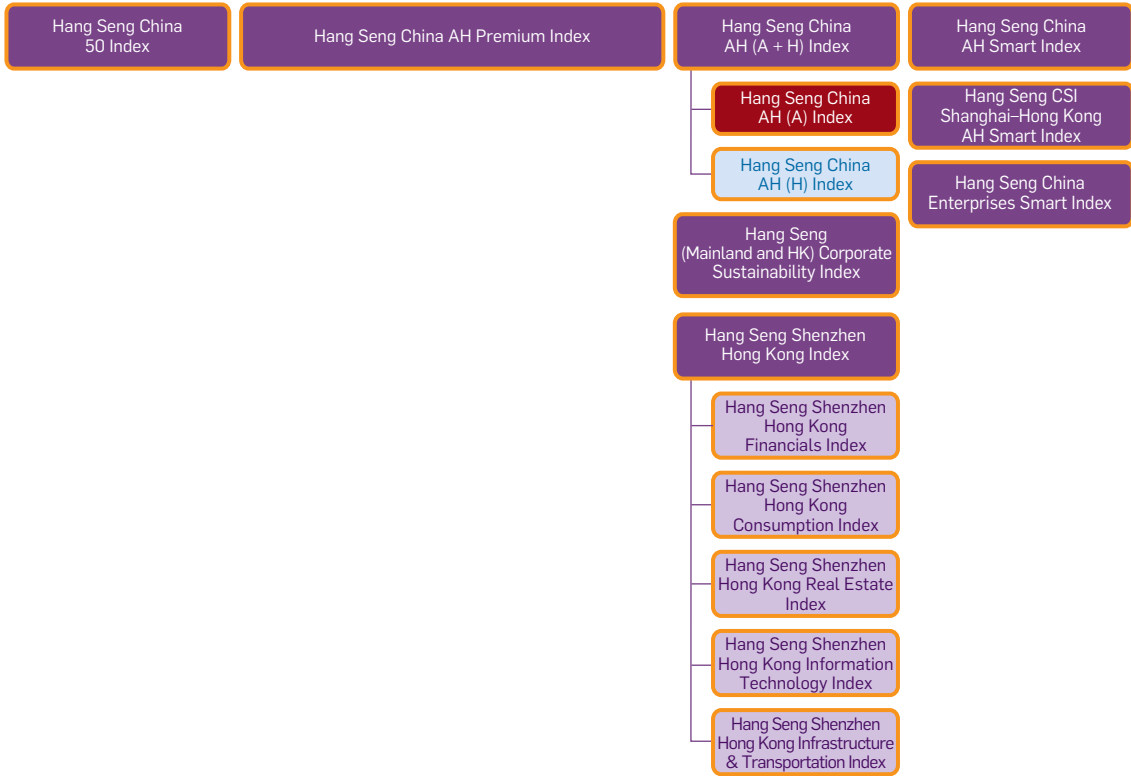 Hang Seng China
50 Index
Hang Seng China AH Premium Index
Hang Seng China
AH (A + H) Index
Hang Seng China
AH (A) Index
Hang Seng China
AH (H) Index
Hang Seng
(Mainland and HK) Corporate
Sustainability Index
Hang Seng Shenzhen
Hong Kong Index
Hang Seng Shenzhen
Hong Kong
Financials Index
Hang Seng Shenzhen
Hong Kong
Consumption Index
Hang Seng Shenzhen
Hong Kong Real Estate
Index
Hang Seng Shenzhen
Hong Kong Information
Technology Index
Hang Seng Shenzhen
Hong Kong Infrastructure
& Transportation Index
Hang Seng China
AH Smart Index
Hang Seng CSI
Shanghai–Hong Kong
AH Smart Index
Hang Seng China
Enterprises Smart Index